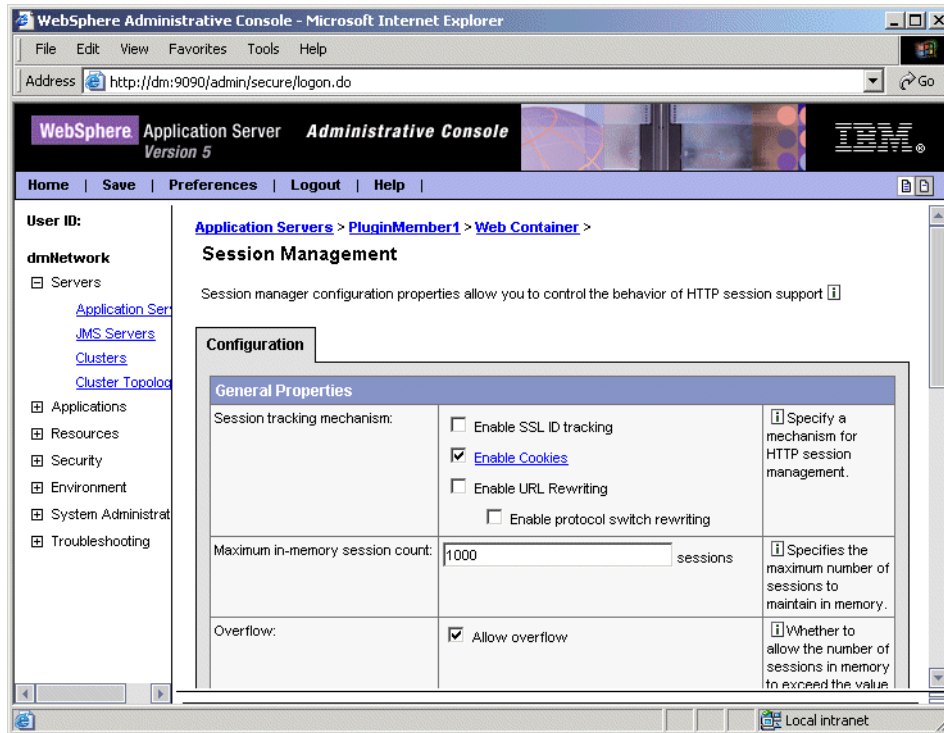 WebSphere Administrative Console - Microsoft Internet Explorer
File Edit View Favorites Tools Help
Address http://dm:9090/admin/secure/logon.do Go
WebSphere Application Server Administrative Console
Version 5
IBM®
Home | Save | Preferences | Logout | Help |
User ID:
dmNetwork
Servers
Application Ser
JMS Servers
Clusters
Cluster Topolog
Applications
Resources
Security
Environment
System Administrat
Troubleshooting
Application Servers > PluginMember1 > Web Container >
Session Management
Session manager configuration properties allow you to control the behavior of HTTP session support i
Configuration
General Properties
Session tracking mechanism:
Enable SSL ID tracking
Enable Cookies
Enable URL Rewriting
Enable protocol switch rewriting
i Specify a
mechanism for
HTTP session
management.
Maximum in-memory session count: 1000 sessions
i Specifies the
maximum number of
sessions to
maintain in memory.
Overflow: Allow overflow
i Whether to
allow the number of
sessions in memory
to exceed the value
Local intranet